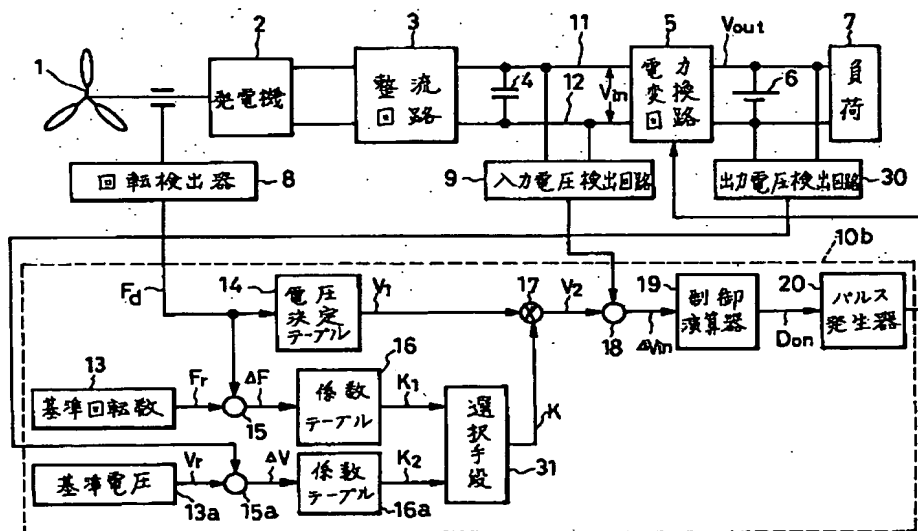 1
2
発電機
3
整流
回路
4
11
12
Vin
5
電力
変換
回路
Vout
6
7
負荷
回転検出器
8
9
入力電圧検出回路
出力電圧検出回路
30
10b
Fd
14
電圧
決定
テーブル
V1
17
V2
18
ΔVin
19
制御
演算器
Don
20
パルス
発生器
13
基準回転数
Fr
15
ΔF
16
係数
テーブル
K1
選択手段
31
K
基準電圧
13a
Vr
15a
ΔV
係数
テーブル
16a
K2